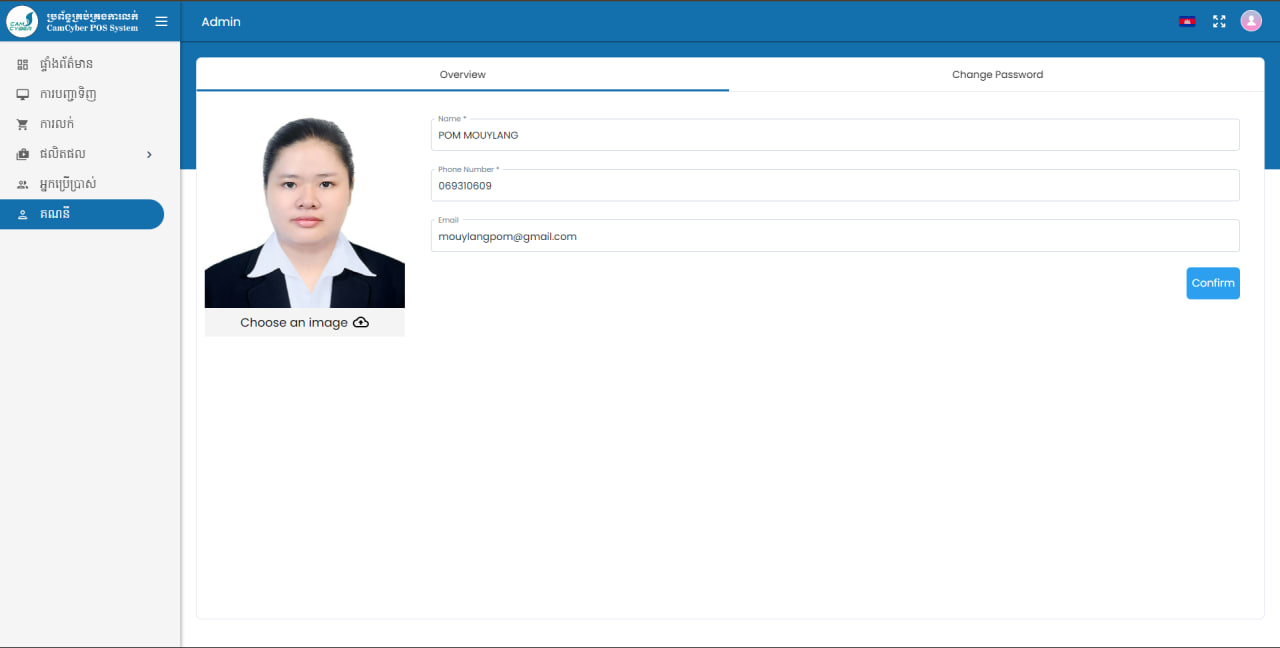 ប្រព័ន្ធគ្រប់គ្រងការលក់
CamCyber POS System
Admin
ផ្ទាំងព័ត៌មាន
ការបញ្ជាទិញ
ការលក់
ផលិតផល
អ្នកប្រើប្រាស់
គណនី
Overview
Change Password
Choose an image
Name *
POM MOUYLANG
Phone Number *
069310609
Email
mouylangpom@gmail.com
Confirm